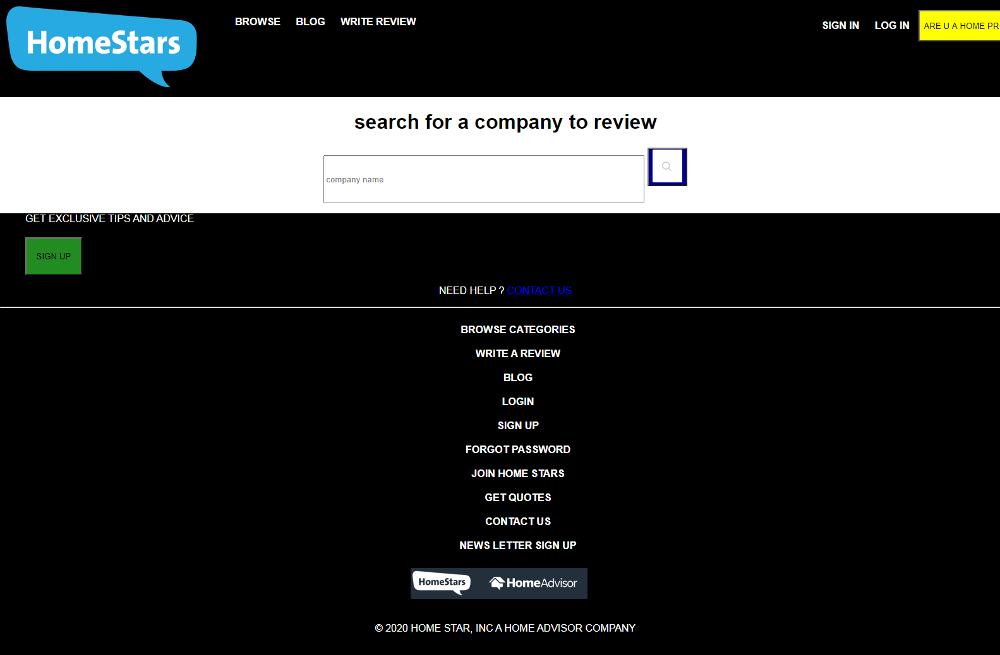 HomeStars
BROWSE BLOG WRITE REVIEW
SIGN IN LOG IN ARE U A HOME PR
search for a company to review
company name
GET EXCLUSIVE TIPS AND ADVICE
SIGN UP
NEED HELP ? CONTACT US
BROWSE CATEGORIES
WRITE A REVIEW
BLOG
LOGIN
SIGN UP
FORGOT PASSWORD
JOIN HOME STARS
GET QUOTES
CONTACT US
NEWS LETTER SIGN UP
HomeStars HomeAdvisor
© 2020 HOME STAR, INC A HOME ADVISOR COMPANY